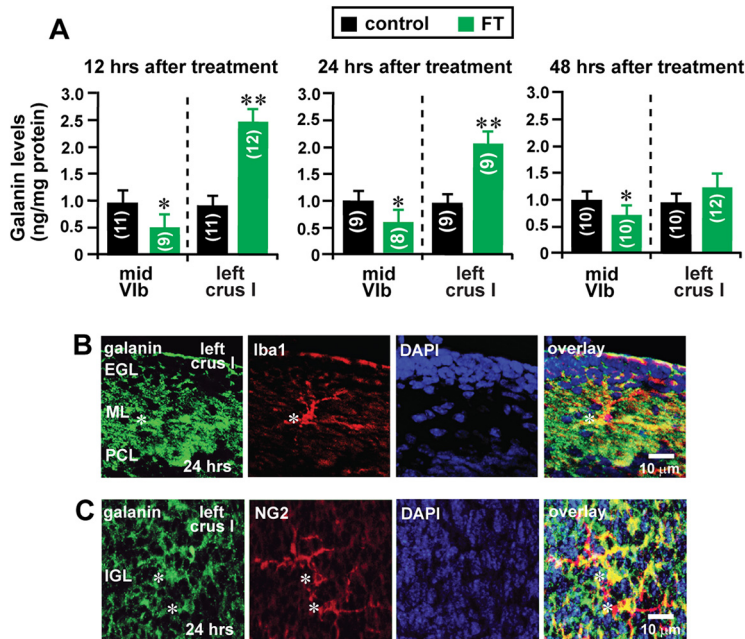 A
control FT
12 hrs after treatment 24 hrs after treatment 48 hrs after treatment
Galanin levels
(ng/mg protein)
3.0 3.0 3.0
2.5 2.5 2.5
2.0 2.0 2.0
1.5 1.5 1.5
1.0 1.0 1.0
0.5 0.5 0.5
0 0 0
* ** * ** *
(11) (9) (11) (12) (9) (8) (9) (9) (10) (10) (10) (12)
mid left mid left mid left
VIb crus I VIb crus I VIb crus I
B
galanin left Iba1 DAPI overlay
crus I
EGL
ML
* * *
PCL
24 hrs 10 µm
C
galanin left NG2 DAPI overlay
crus I
IGL * * *
* * *
24 hrs 10 µm